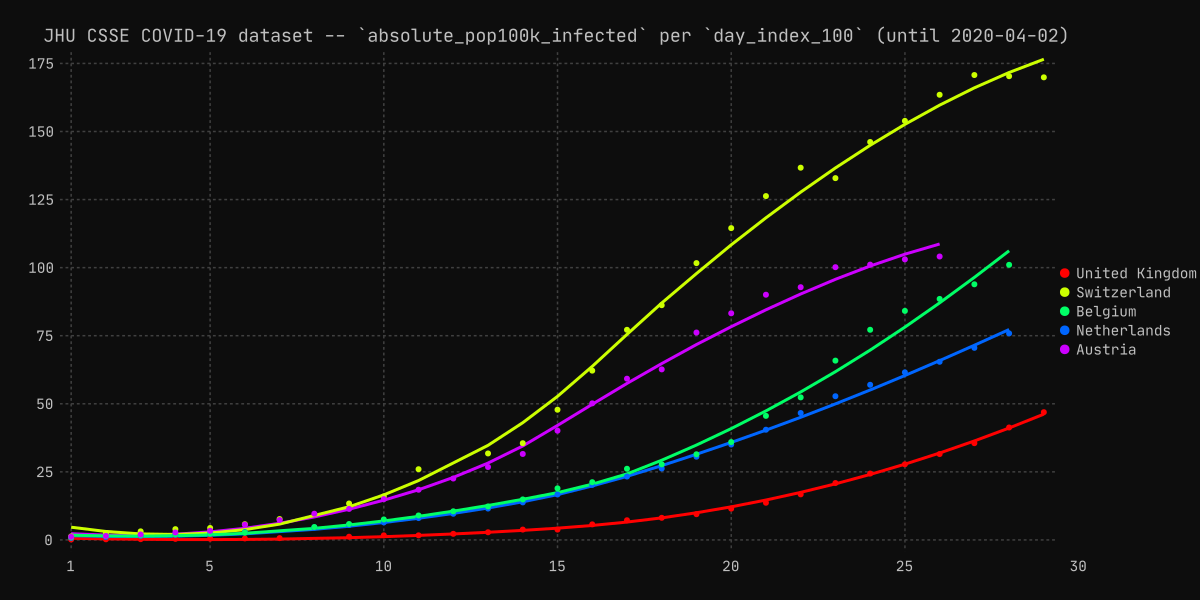 JHU CSSE COVID-19 dataset -- `absolute_pop100k_infected` per `day_index_100` (until 2020-04-02)
175
150
125
100
75
50
25
0
1 5 10 15 20 25 30
United Kingdom
Switzerland
Belgium
Netherlands
Austria